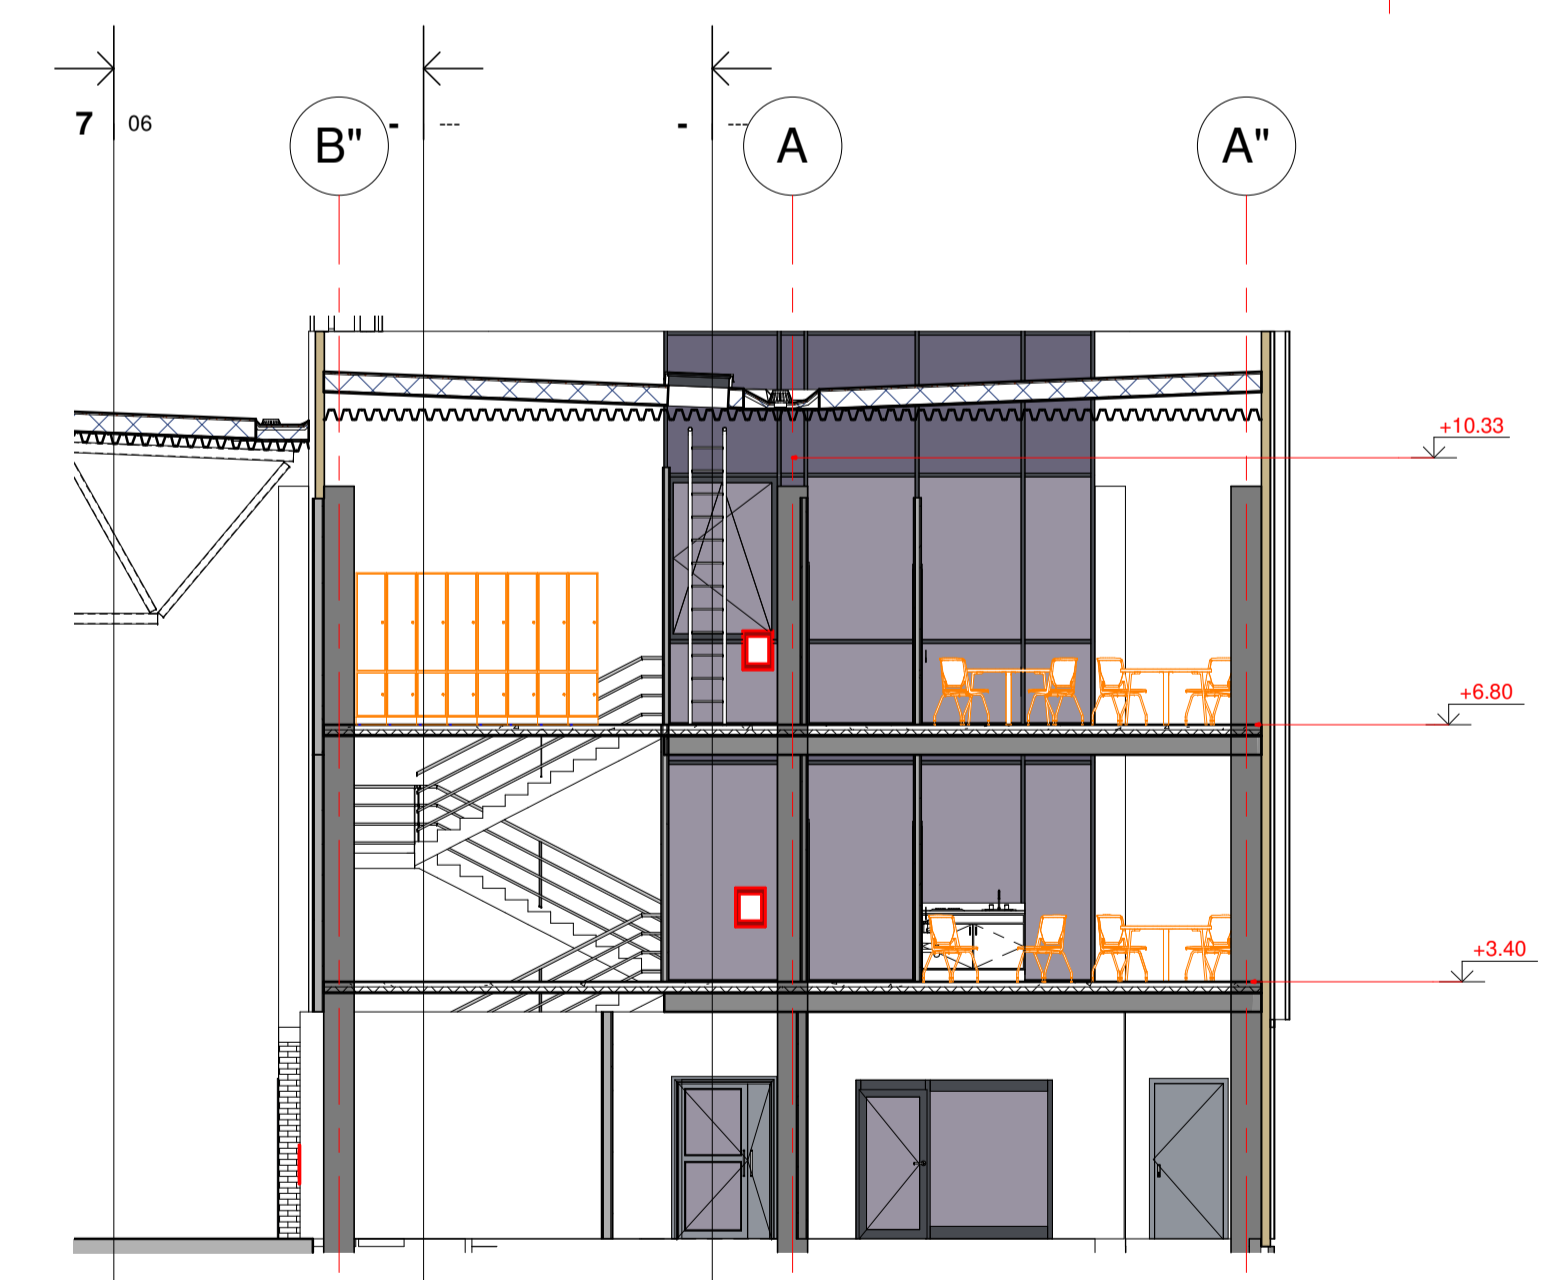 7 06 - --- - ---
B" A A"
+10.33
+6.80
+3.40